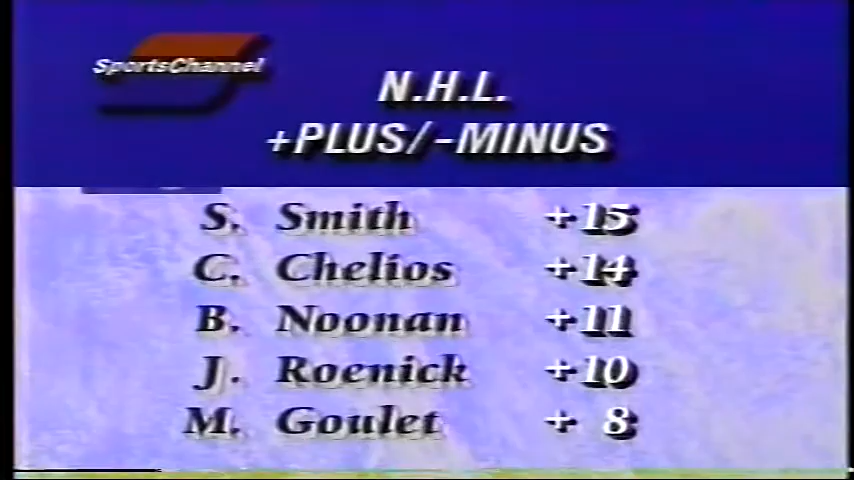 SportsChannel
N.H.L.
+PLUS/-MINUS
S. Smith +15
C. Chelios +14
B. Noonan +11
J. Roenick +10
M. Goulet + 8